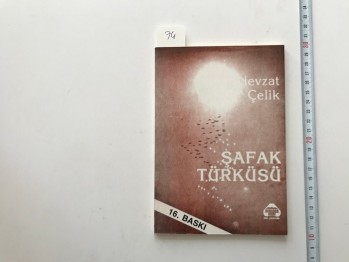 94
Nevzat
Çelik
ŞAFAK
TÜRKÜSÜ
16. BASKI